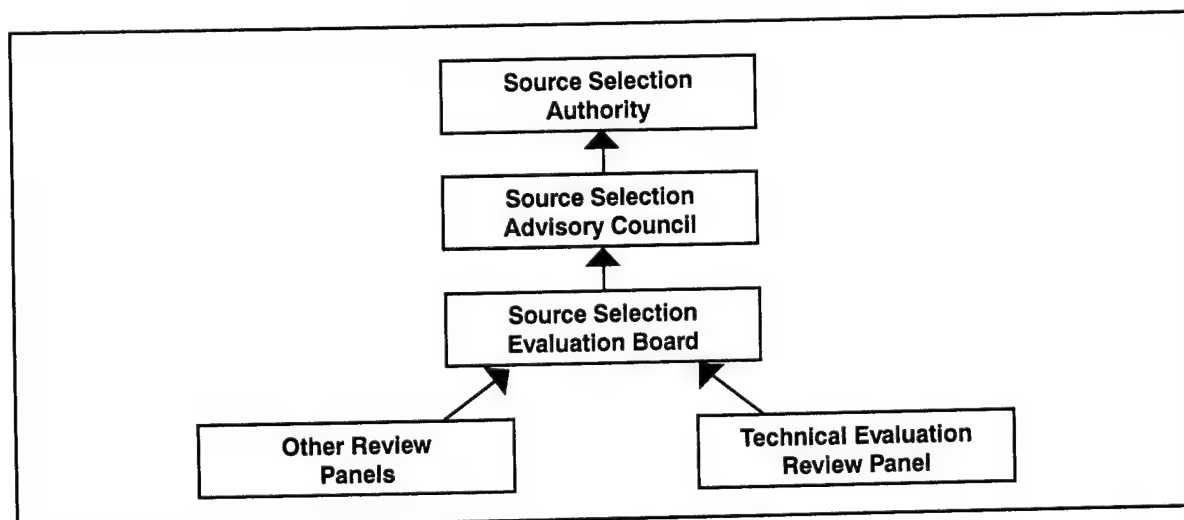 Source Selection
Authority
Source Selection
Advisory Council
Source Selection
Evaluation Board
Other Review
Panels
Technical Evaluation
Review Panel